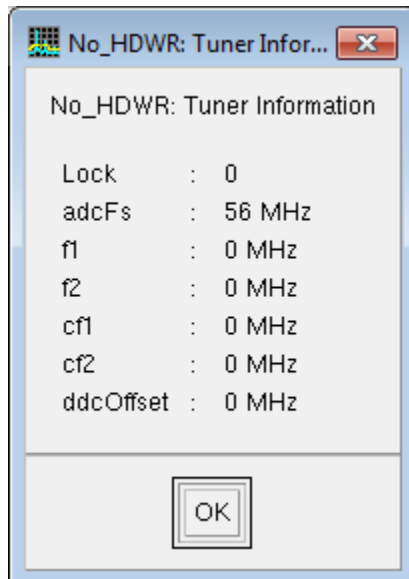 No_HDWR: Tuner Infor...
No_HDWR: Tuner Information
Lock : 0
adcFs : 56 MHz
f1 : 0 MHz
f2 : 0 MHz
cf1 : 0 MHz
cf2 : 0 MHz
ddcOffset : 0 MHz
OK